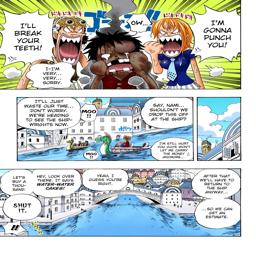 I'M
GONNA
PUNCH
YOU!
OW...
I'LL
BREAK
YOUR
TEETH!
I-I'M
VERY...
VERY...
SORRY.
SAY, NAMI...
SHOULDN'T
WE DROP
THIS OFF AT
THE SHIP?
MOO
!!
IT'LL JUST
WASTE OUR TIME...
DON'T WORRY.
WE'RE HEADING
TO SEE THE SHIP-
WRIGHTS NOW.
I'M STILL HURT
YOU GUYS WON'T
LET ME CARRY
THE MONEY
ANYMORE...
MOO
!!
AFTER THAT
WE'LL HAVE TO
RETURN TO
THE SHIP
ANYWAY...
...SO WE CAN
GET AN
ESTIMATE.
YEAH, I
GUESS YOU'RE
RIGHT.
HEY, LOOK OVER
THERE. IT SAYS
WATER-WATER
CAKES!
LET'S
BUY A
THOU-
SAND!
SHUT
IT.
!!